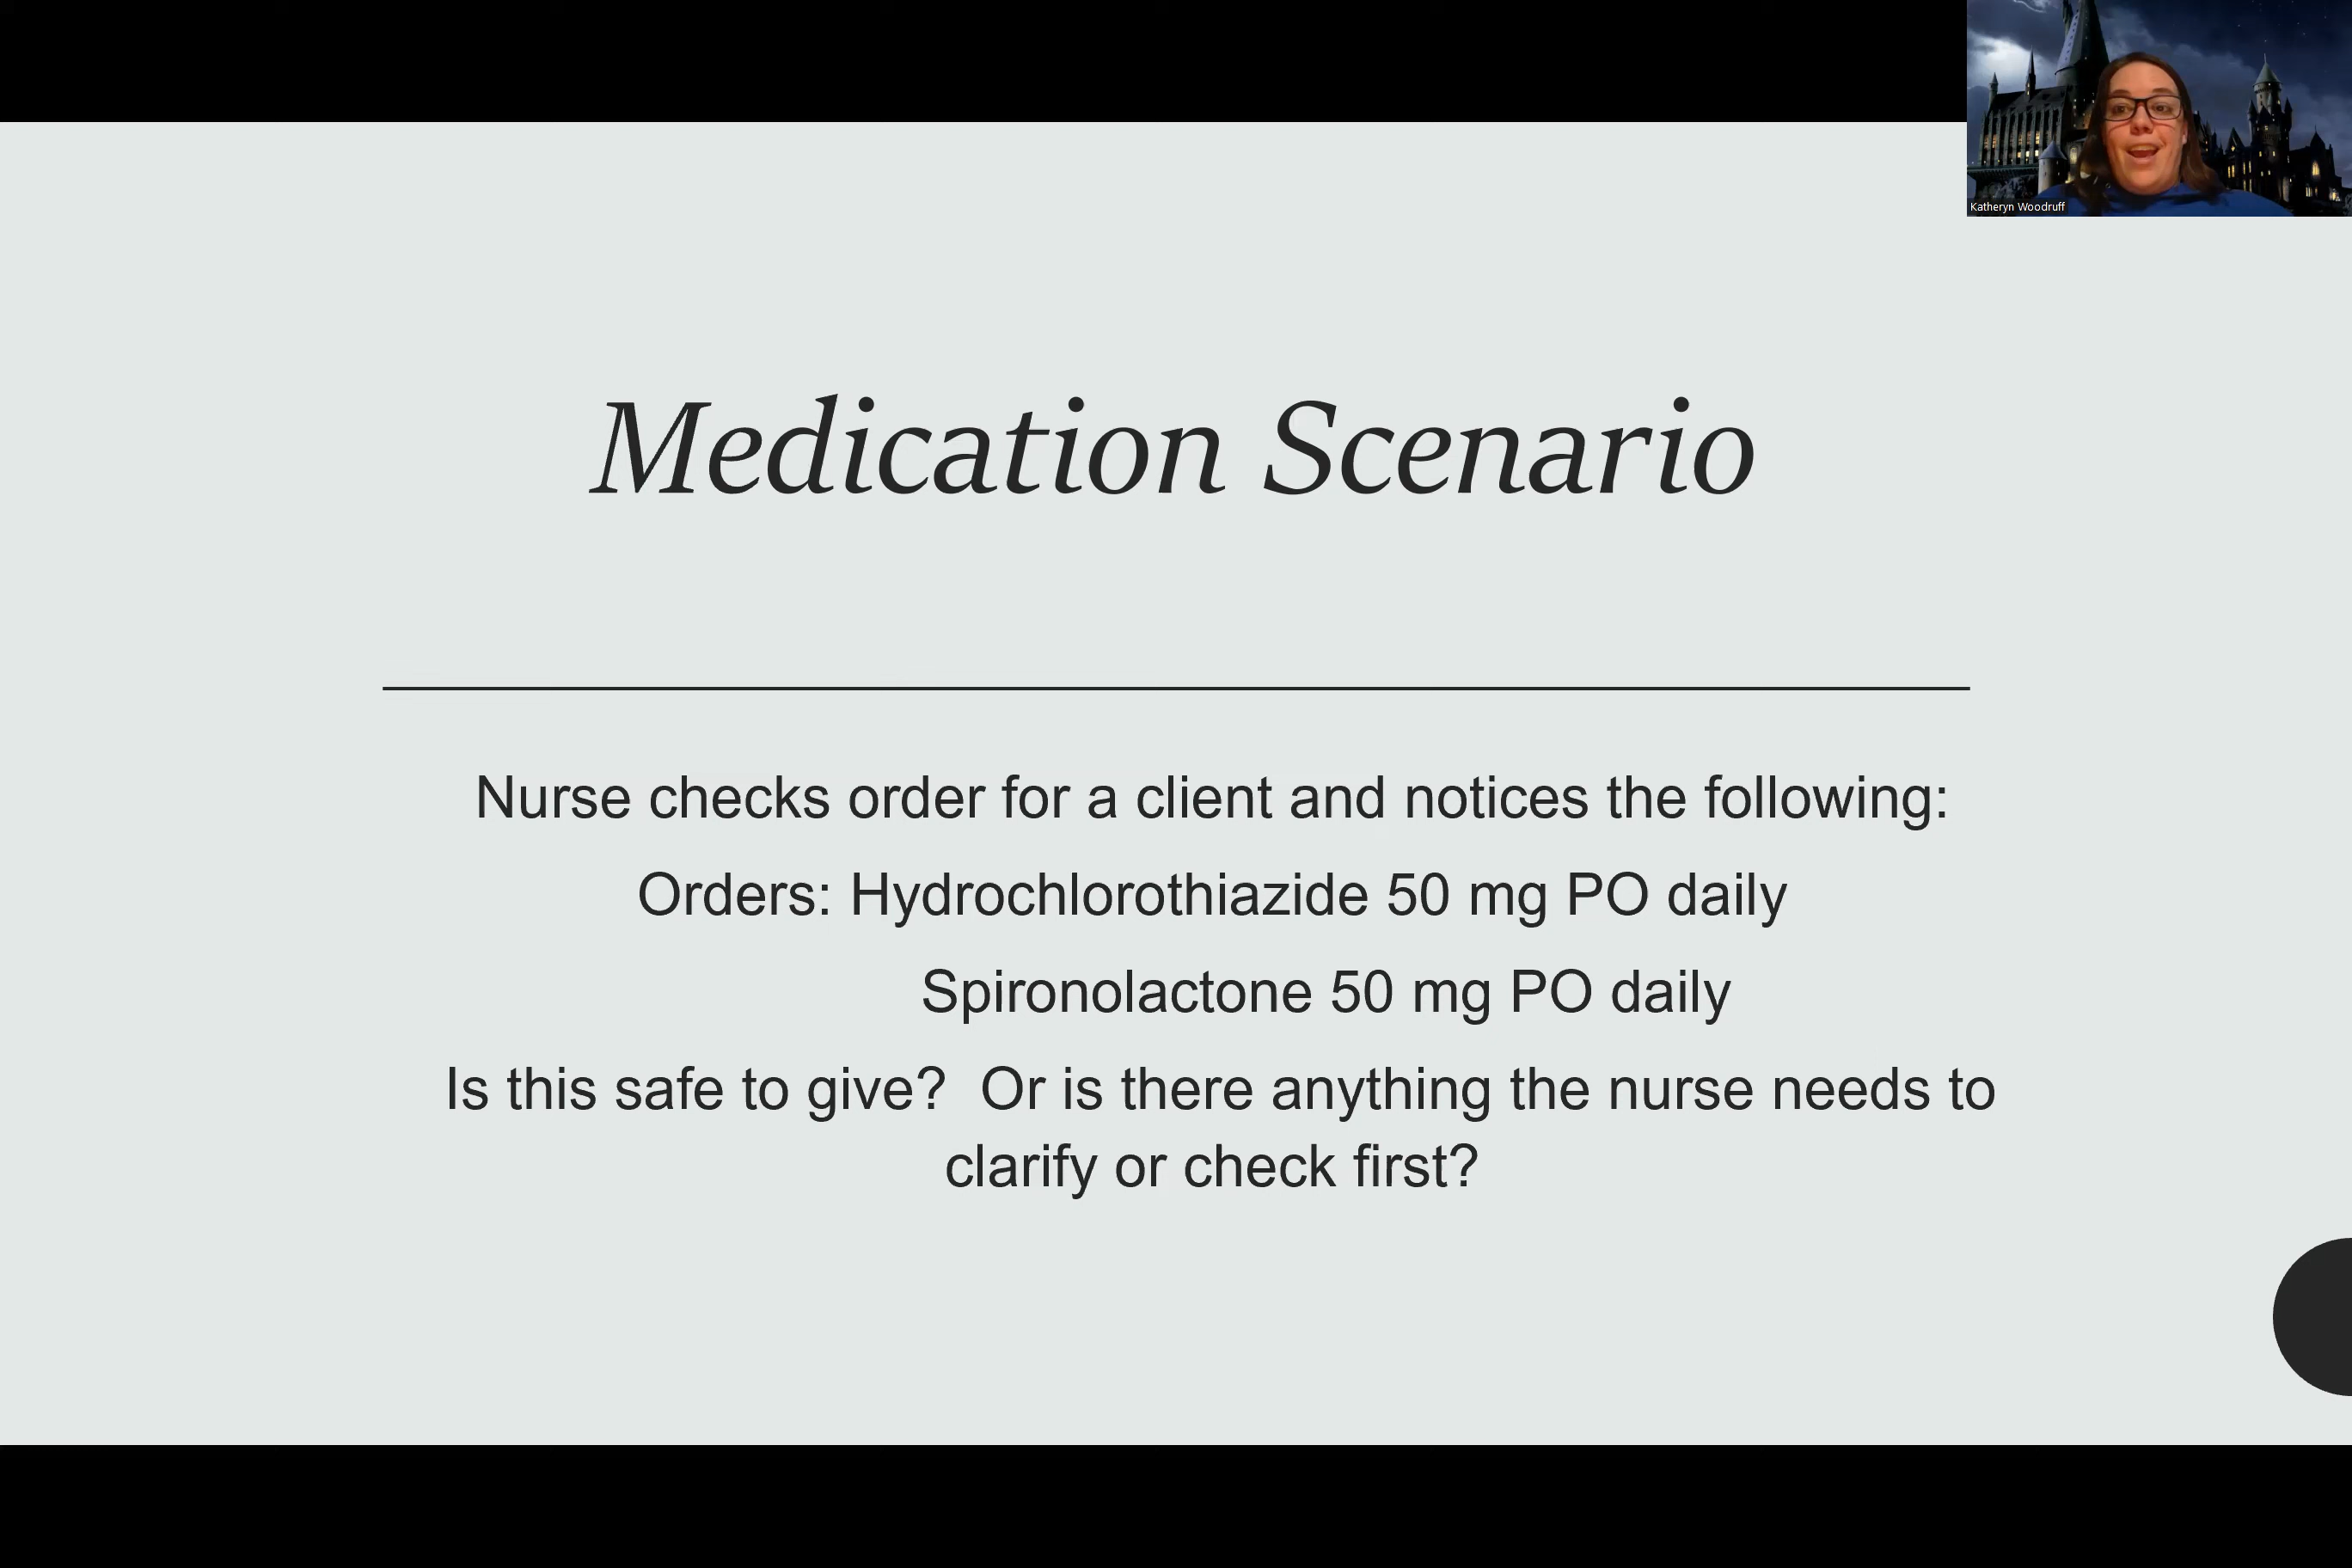 Katheryn Woodruff
Medication Scenario
Nurse checks order for a client and notices the following:
Orders: Hydrochlorothiazide 50 mg PO daily
Spironolactone 50 mg PO daily
Is this safe to give?  Or is there anything the nurse needs to
clarify or check first?